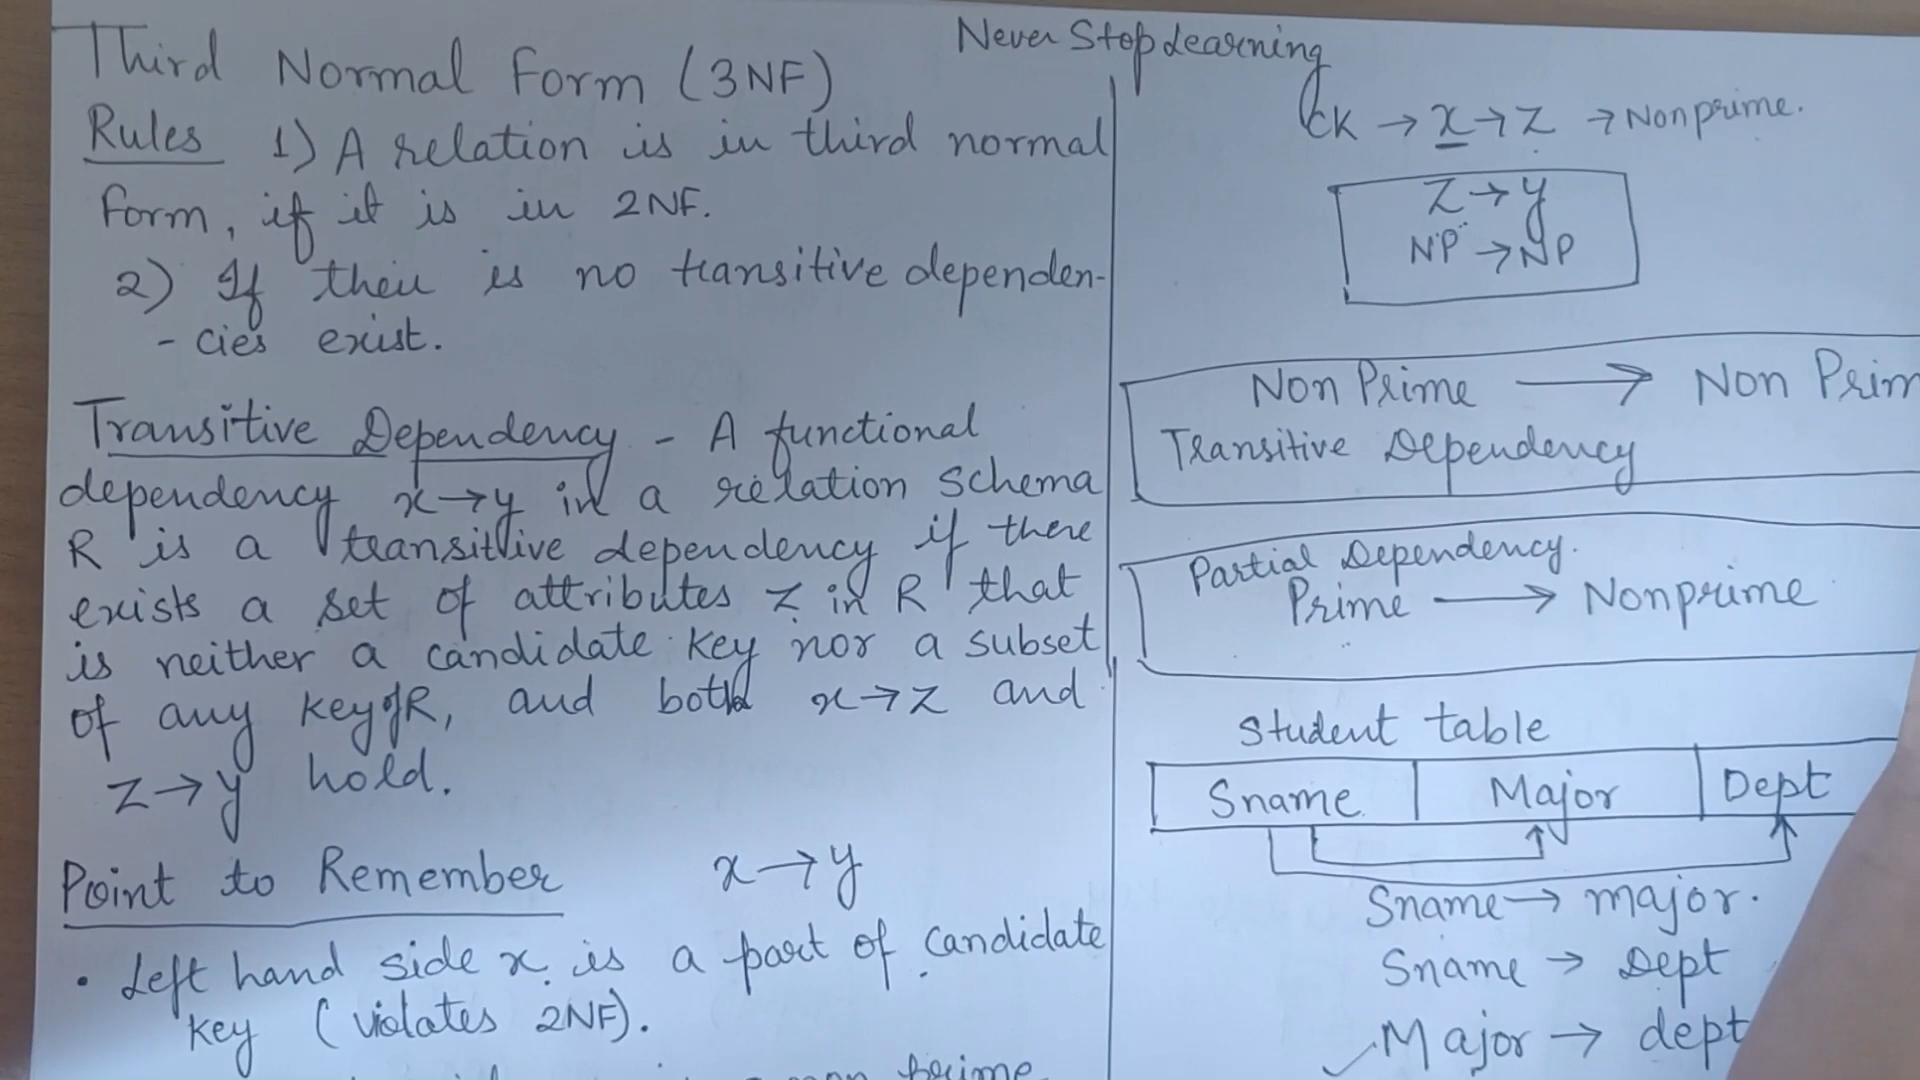 Never Stop Learning
Third Normal Form (3NF)
Rules 1) A relation is in third normal
form, if it is in 2NF.
2) If their is no transitive dependen-
- cies exist.
Transitive Dependency - A functional
dependency x→y in a relation schema
R is a transitive dependency if there
exists a set of attributes z in R that
is neither a candidate key nor a subset
of any key of R, and both x→z and
z→y hold.
Point to Remember x→y
• Left hand side x is a part of candidate
key (violates 2NF).
prime
CK → x→z → Nonprime.
Z→y
NP → NP
Non Prime → Non Prim
Transitive Dependency
Partial Dependency.
Prime → Nonprime
Student table
Sname Major Dept
Sname → major.
Sname → Dept
✓Major → dept